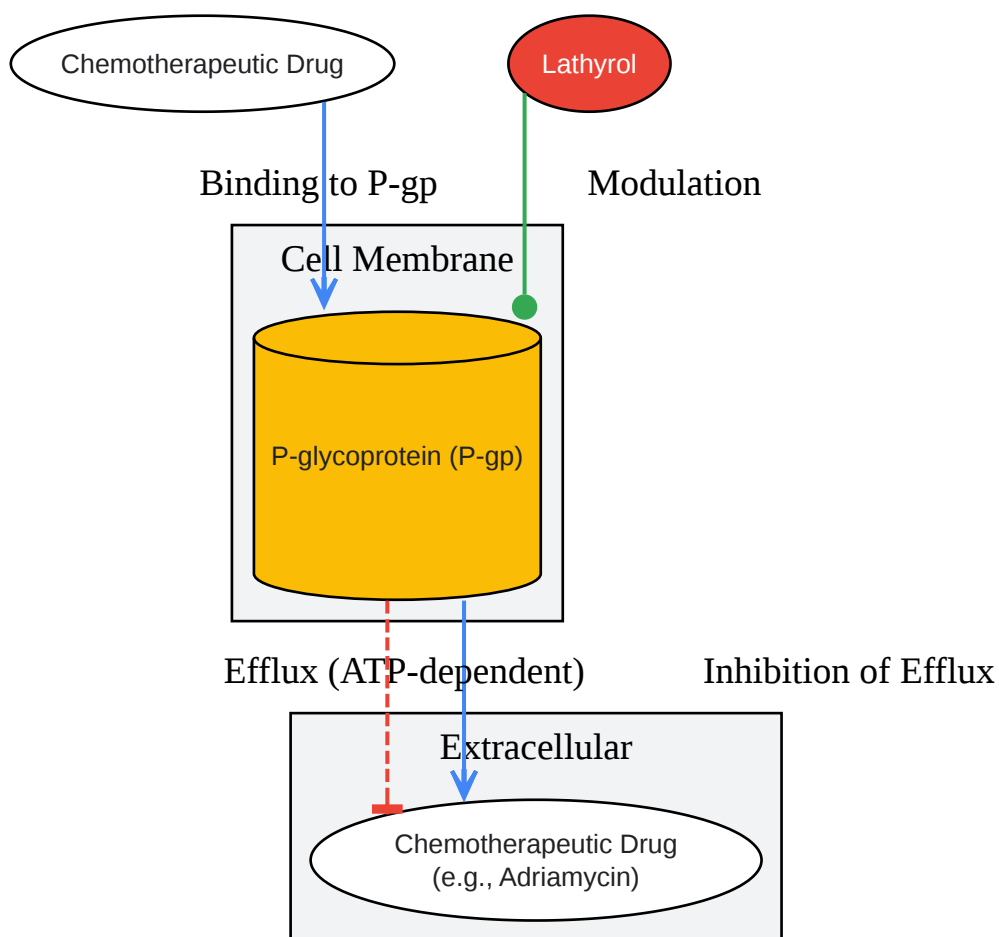 Chemotherapeutic Drug
Lathyrol
Binding to P-gp
Modulation
Cell Membrane
P-glycoprotein (P-gp)
Efflux (ATP-dependent)
Inhibition of Efflux
Extracellular
Chemotherapeutic Drug
(e.g., Adriamycin)